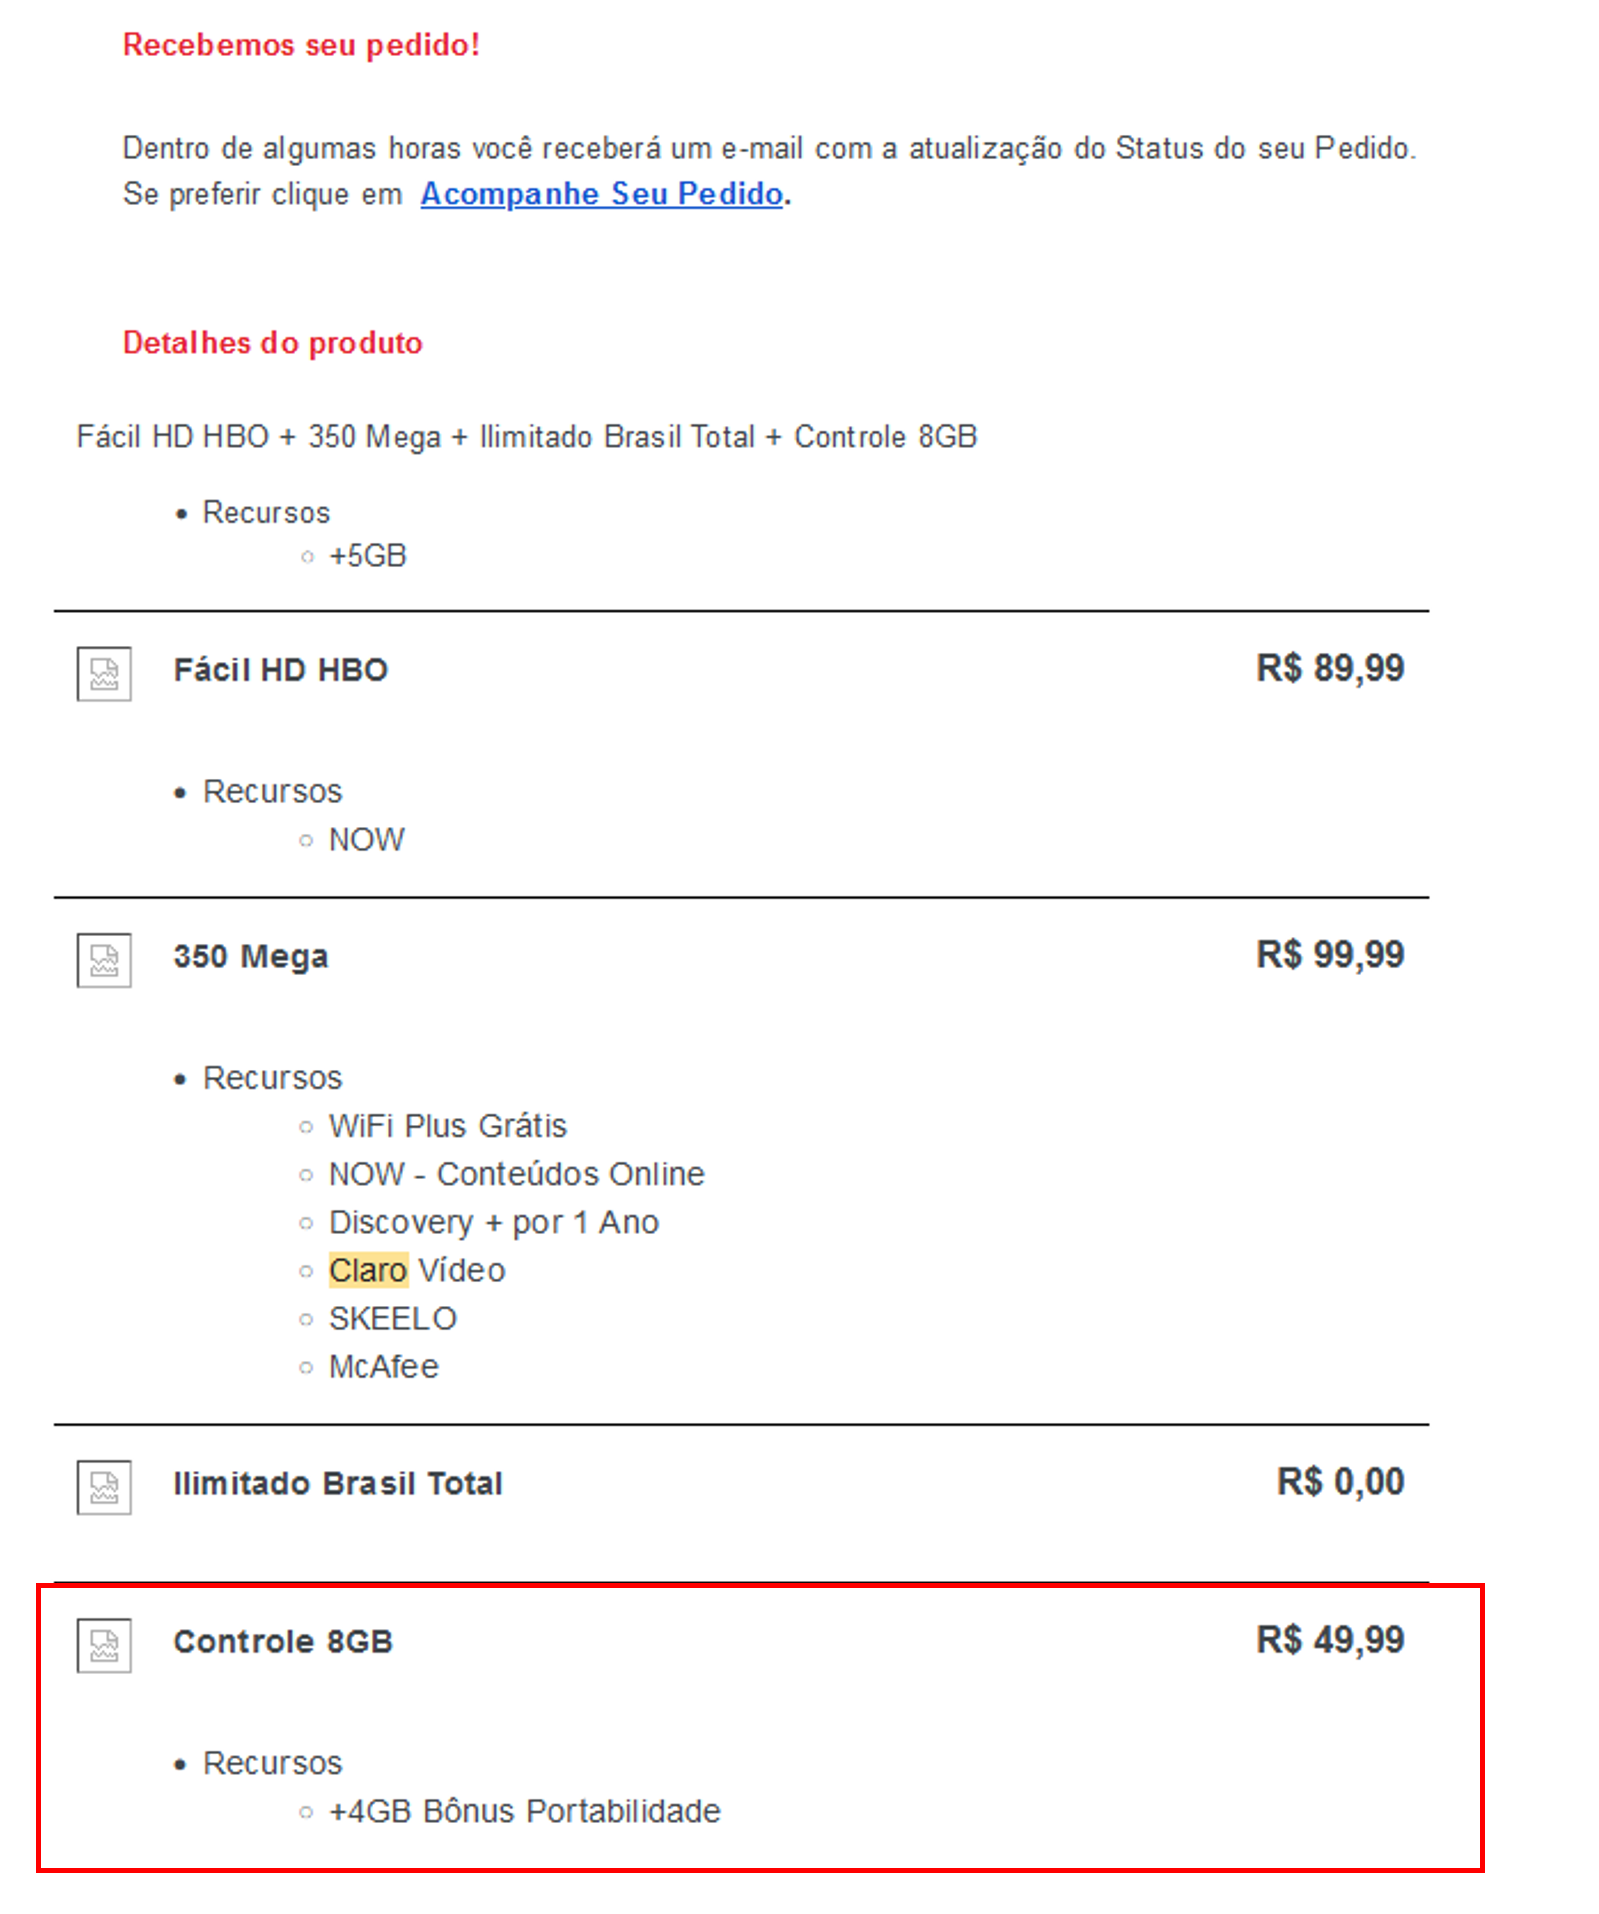 Recebemos seu pedido!
Dentro de algumas horas você receberá um e-mail com a atualização do Status do seu Pedido.
Se preferir clique em Acompanhe Seu Pedido.
Detalhes do produto
Fácil HD HBO + 350 Mega + Ilimitado Brasil Total + Controle 8GB
Recursos
+5GB
Fácil HD HBO R$ 89,99
Recursos
NOW
350 Mega R$ 99,99
Recursos
WiFi Plus Grátis
NOW - Conteúdos Online
Discovery + por 1 Ano
Claro Vídeo
SKEELO
McAfee
Ilimitado Brasil Total R$ 0,00
Controle 8GB R$ 49,99
Recursos
+4GB Bônus Portabilidade